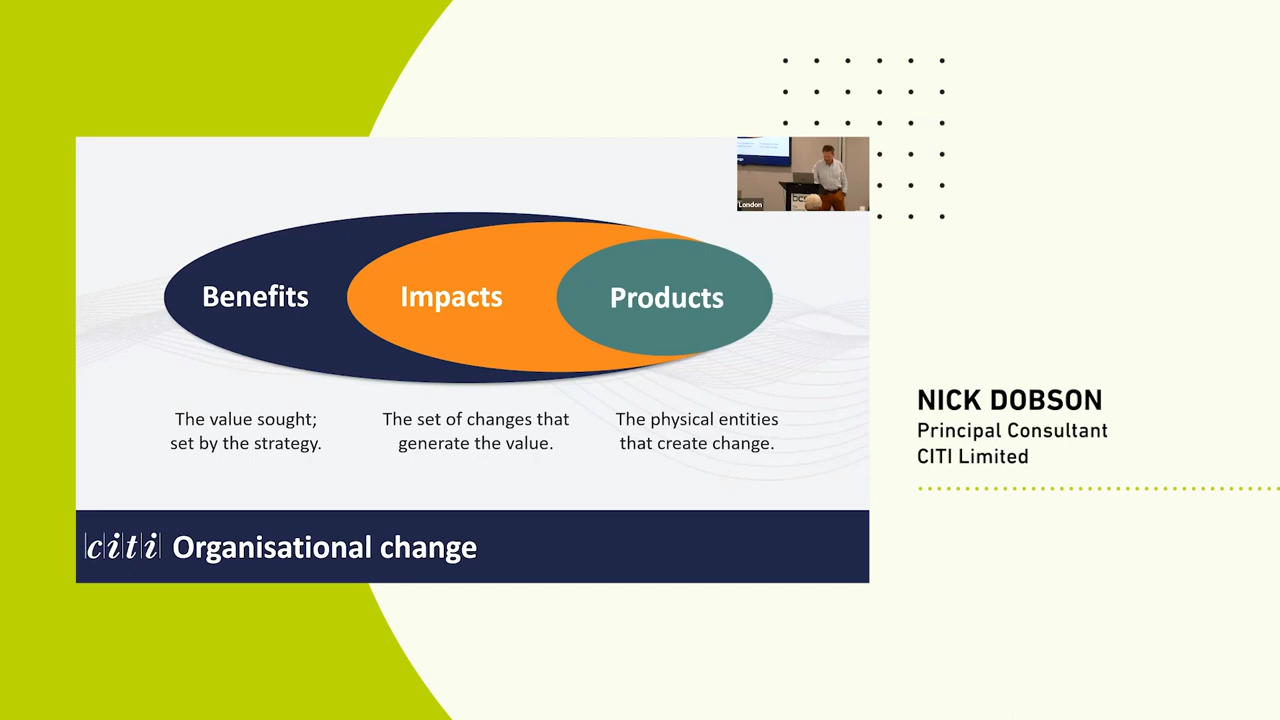 Benefits
Impacts
Products
The value sought;
set by the strategy.
The set of changes that
generate the value.
The physical entities
that create change.
citi Organisational change
London
bcs
NICK DOBSON
Principal Consultant
CITI Limited